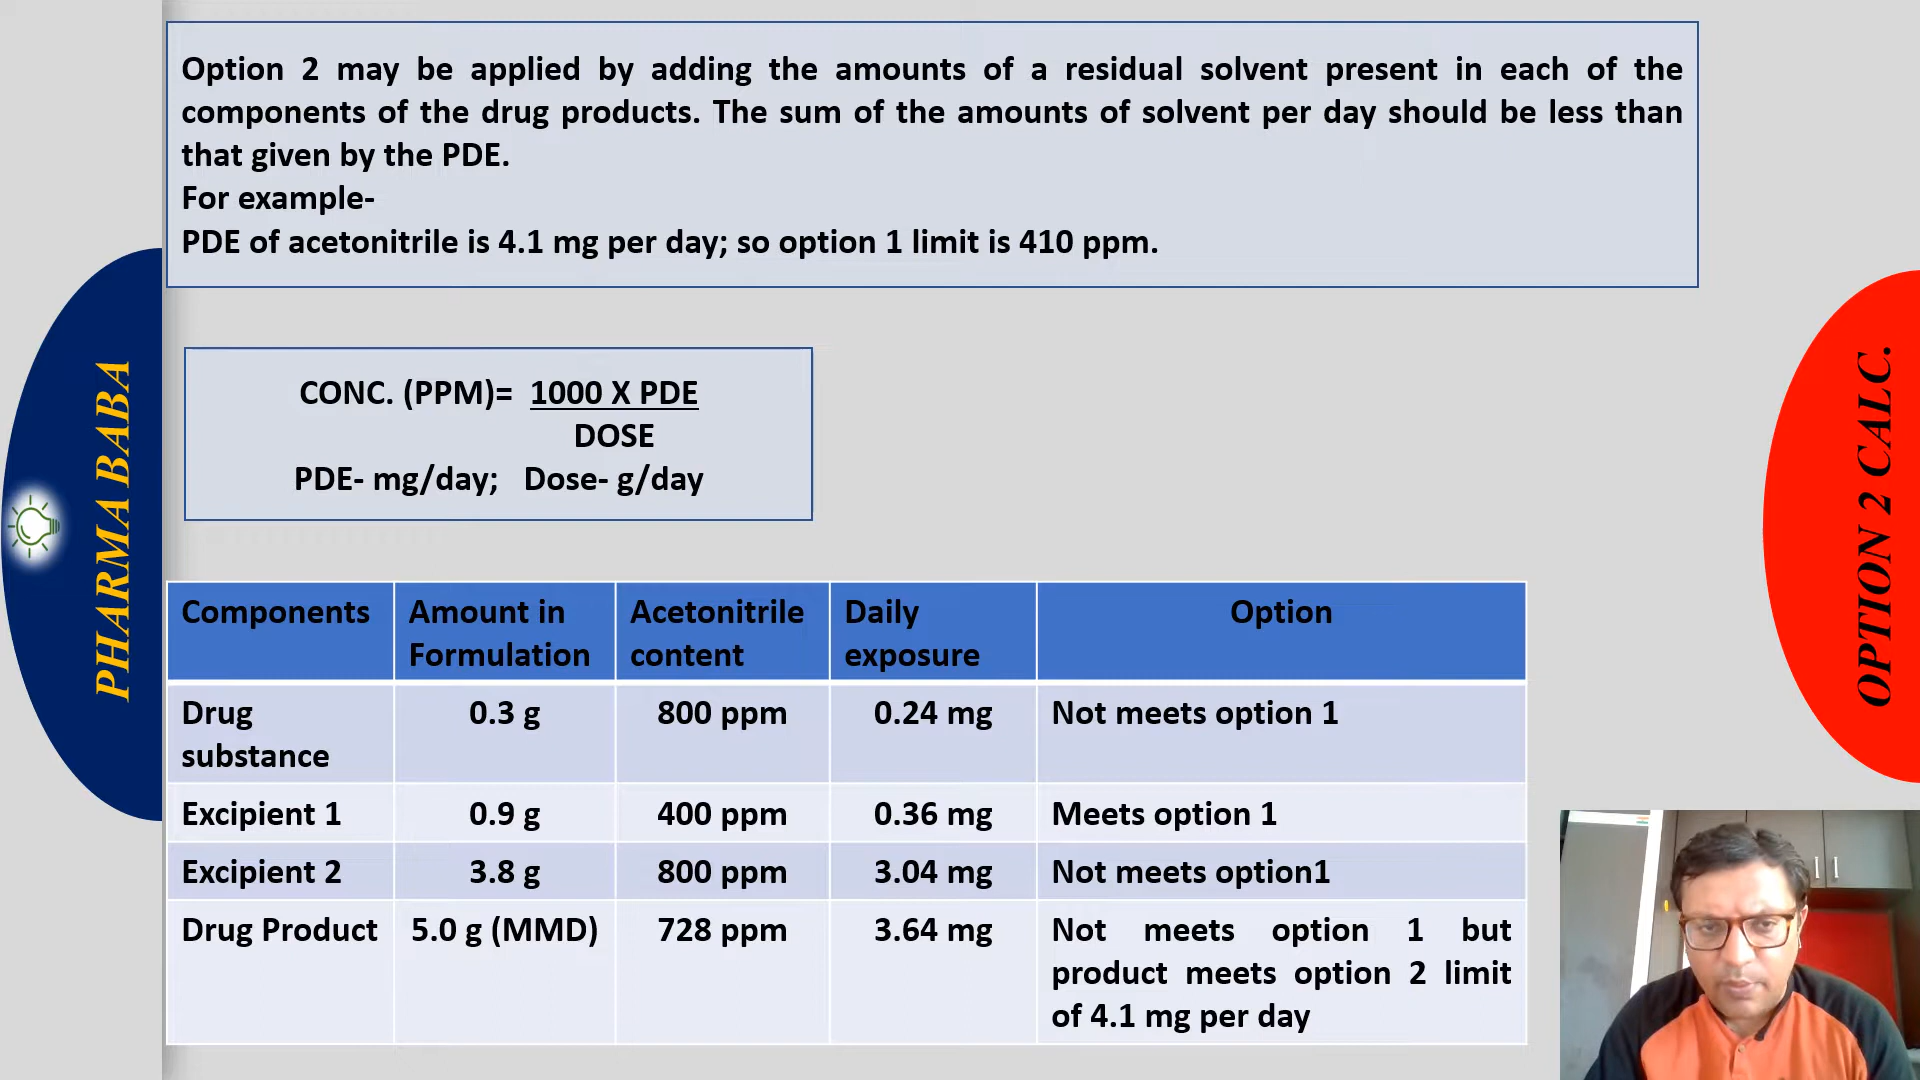 Option 2 may be applied by adding the amounts of a residual solvent present in each of the
components of the drug products. The sum of the amounts of solvent per day should be less than
that given by the PDE.
For example-
PDE of acetonitrile is 4.1 mg per day; so option 1 limit is 410 ppm.
PHARMA BABA
CONC. (PPM)= 1000 X PDE
DOSE
PDE- mg/day; Dose- g/day
OPTION 2 CALC.
Components Amount in Formulation Acetonitrile content Daily exposure Option
Drug substance 0.3 g 800 ppm 0.24 mg Not meets option 1
Excipient 1 0.9 g 400 ppm 0.36 mg Meets option 1
Excipient 2 3.8 g 800 ppm 3.04 mg Not meets option1
Drug Product 5.0 g (MMD) 728 ppm 3.64 mg Not meets option 1 but
product meets option 2 limit
of 4.1 mg per day